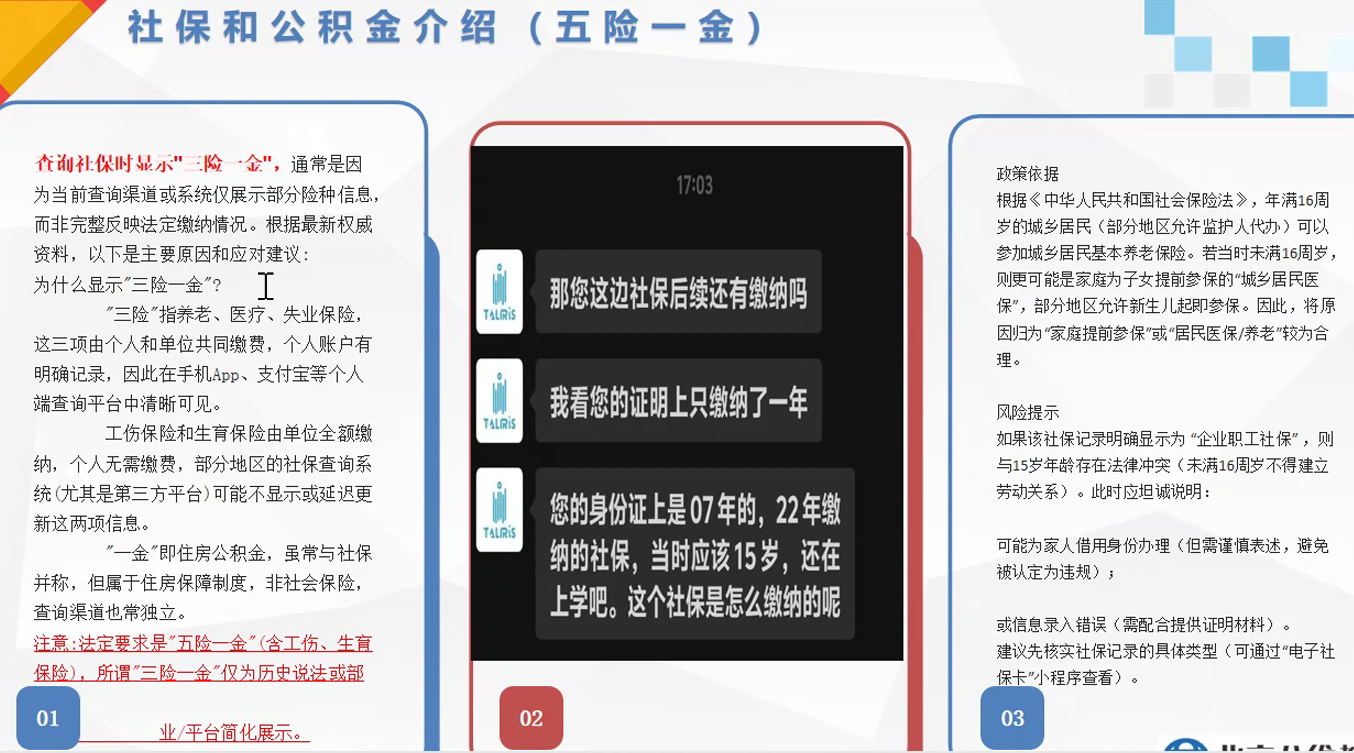 社保和公积金介绍（五险一金）
查询社保时显示"三险一金"，通常是因
为当前查询渠道或系统仅展示部分险种信息，
而非完整反映法定缴纳情况。根据最新权威
资料，以下是主要原因和应对建议：
为什么显示"三险一金"?
"三险"指养老、医疗、失业保险，
这三项由个人和单位共同缴费，个人账户有
明确记录，因此在手机App、支付宝等个人
端查询平台中清晰可见。
工伤保险和生育保险由单位全额缴
纳，个人无需缴费，部分地区的社保查询系
统(尤其是第三方平台)可能不显示或延迟更
新这两项信息。
"一金"即住房公积金，虽常与社保
并称，但属于住房保障制度，非社会保险，
查询渠道也常独立。
注意:法定要求是"五险一金"(含工伤、生育
保险)，所谓"三险一金"仅为历史说法或部
业/平台简化展示。
01
17:03
TALRiS
那您这边社保后续还有缴纳吗
TALRiS
我看您的证明上只缴纳了一年
TALRiS
您的身份证上是07年的，22年缴
纳的社保，当时应该15岁，还在
上学吧。这个社保是怎么缴纳的呢
02
政策依据
根据《中华人民共和国社会保险法》，年满16周
岁的城乡居民（部分地区允许监护人代办）可以
参加城乡居民基本养老保险。若当时未满16周岁，
则更可能是家庭为子女提前参保的“城乡居民医
保”，部分地区允许新生儿起即参保。因此，将原
因归为“家庭提前参保”或“居民医保/养老”较为合
理。
风险提示
如果该社保记录明确显示为 “企业职工社保” ，则
与15岁年龄存在法律冲突（未满16周岁不得建立
劳动关系）。此时应坦诚说明：
可能为家人借用身份办理（但需谨慎表述，避免
被认定为违规）；
或信息录入错误（需配合提供证明材料）。
建议先核实社保记录的具体类型（可通过“电子社
保卡”小程序查看）。
03